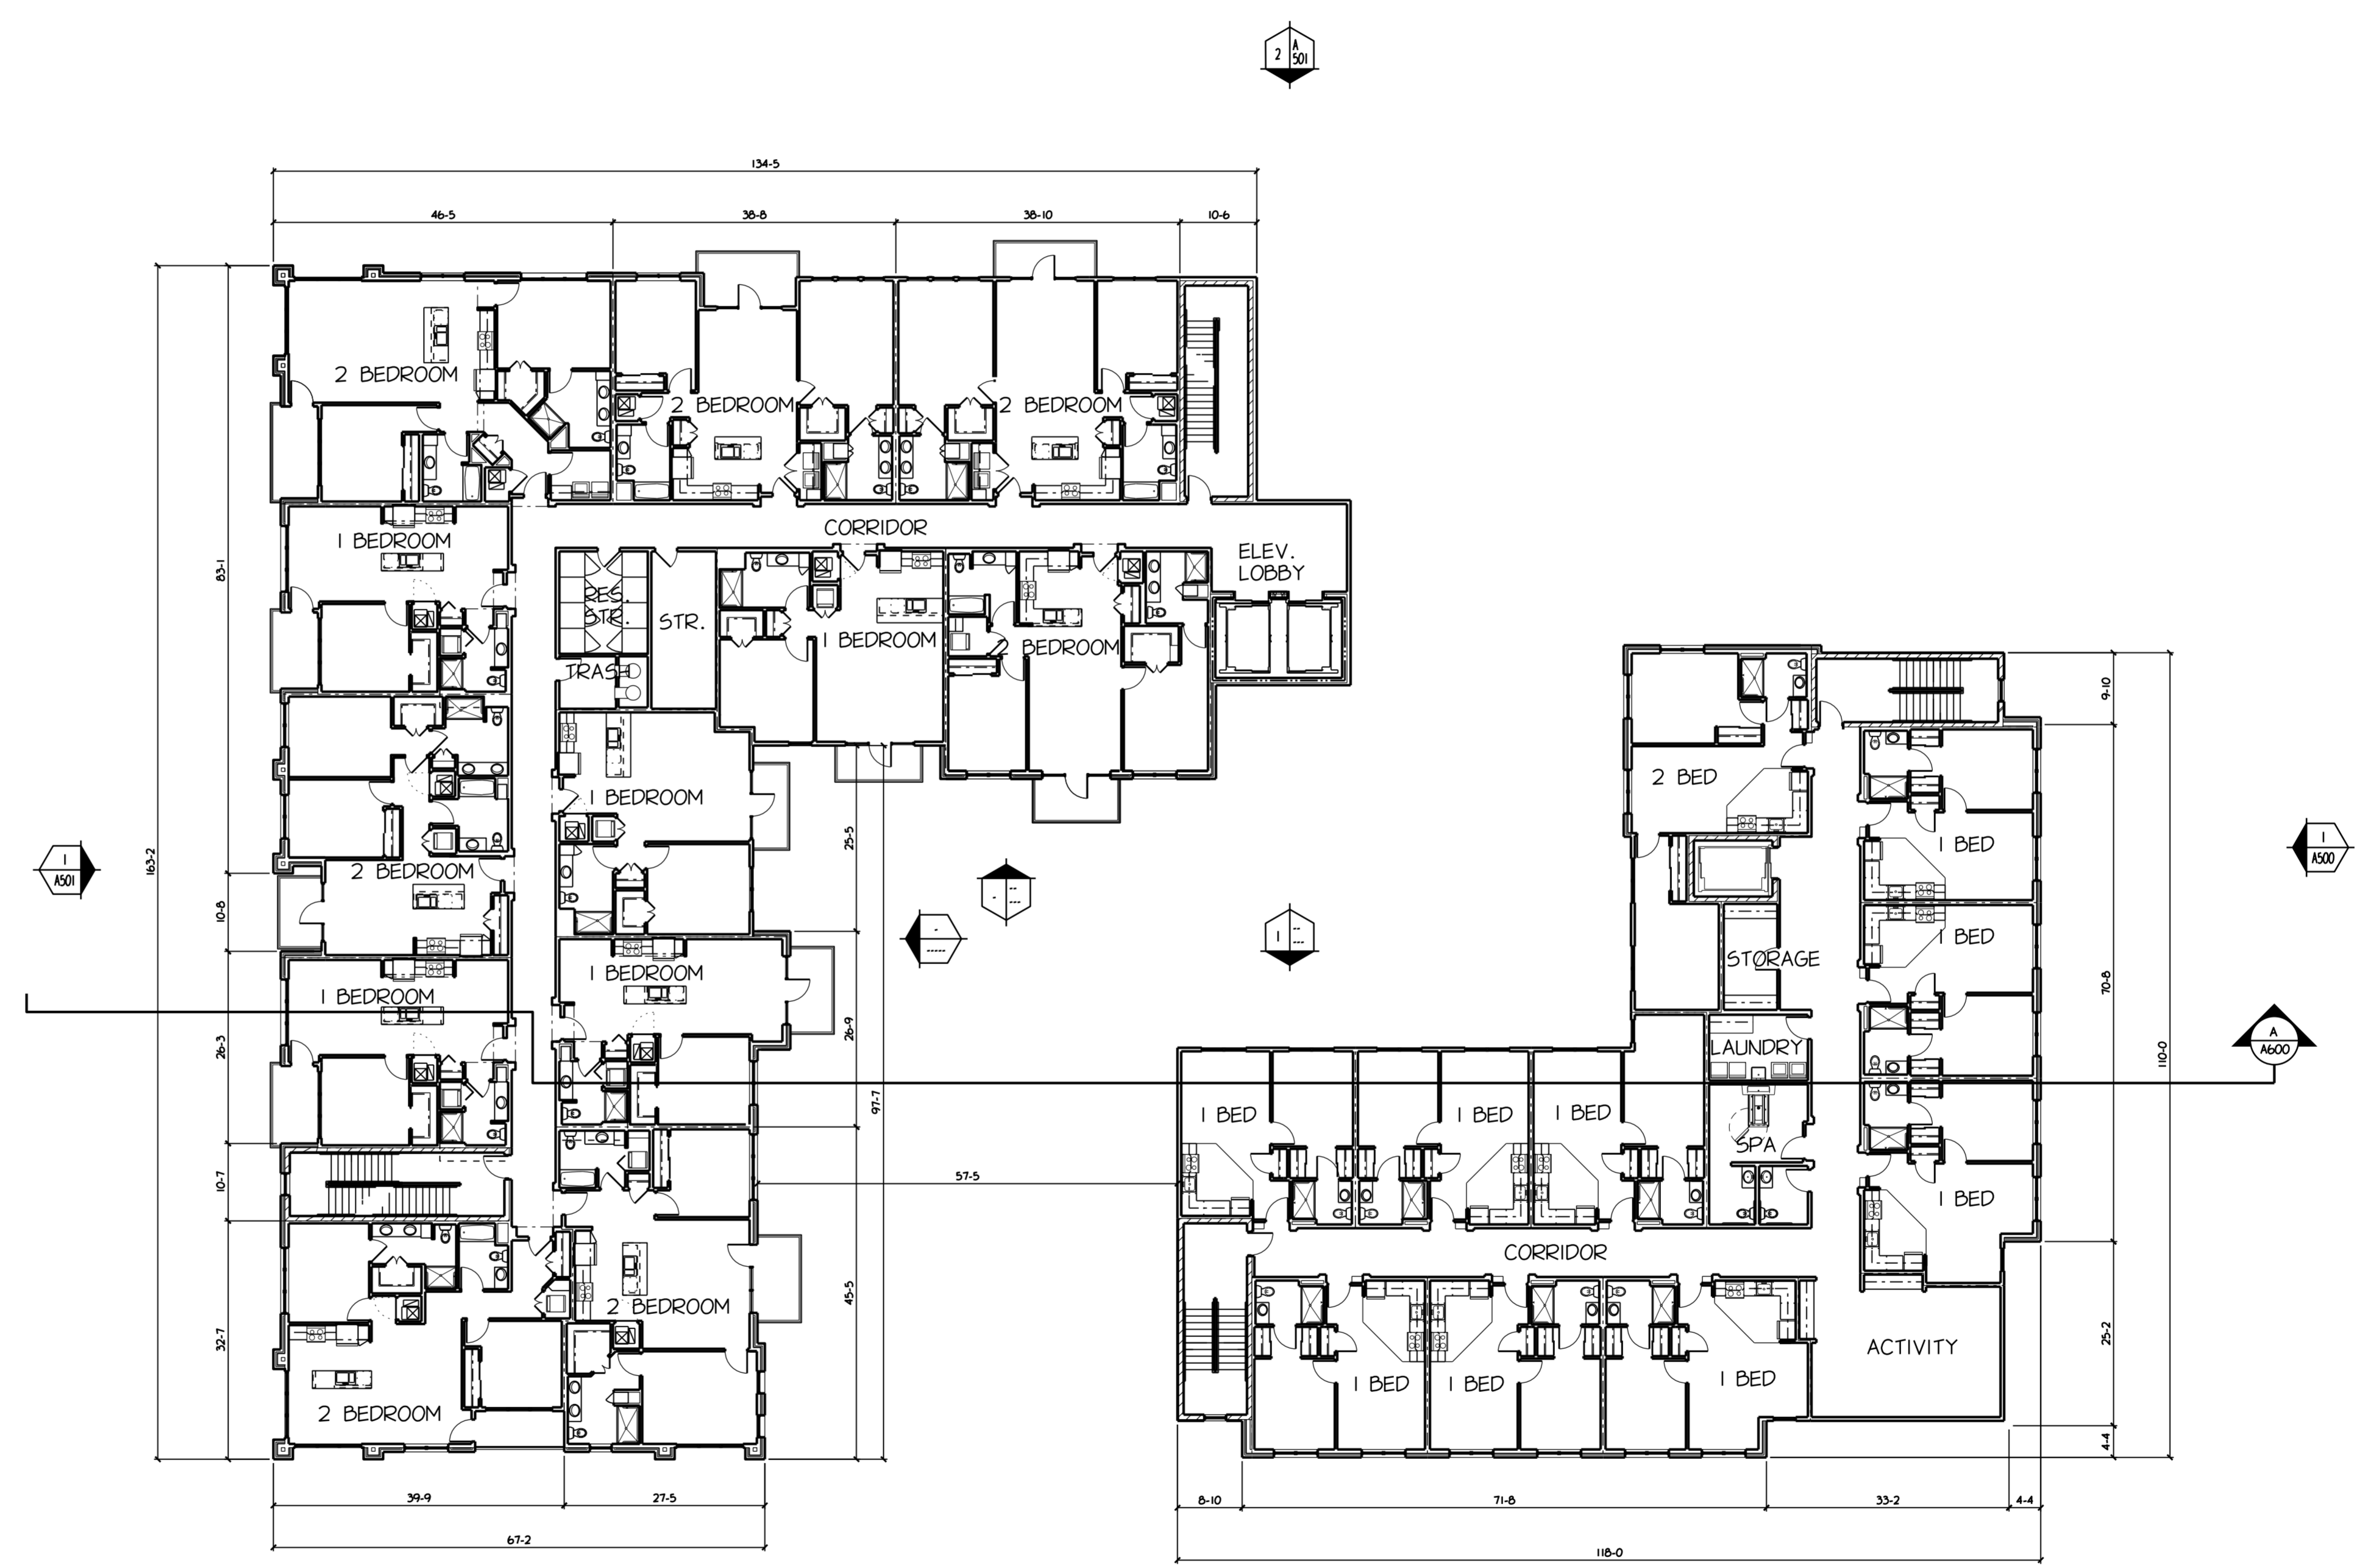 2
A
501
134-5
46-5
38-8
38-10
10-6
2 BEDROOM
2 BEDROOM
2 BEDROOM
CORRIDOR
1 BEDROOM
ELEV.
LOBBY
83-1
RES.
STR.
STR.
1 BEDROOM
2 BEDROOM
TRASH
9-10
2 BED
1 BEDROOM
25-5
1 BED
163-2
1
A501
1
A500
2 BEDROOM
-
--
---
10-8
-
-----
1
--
---
1 BED
STORAGE
1 BEDROOM
1 BEDROOM
70-8
26-9
26-3
LAUNDRY
A
A600
110-0
97-7
1 BED
1 BED
1 BED
SPA
10-7
57-5
1 BED
CORRIDOR
45-5
2 BEDROOM
32-7
ACTIVITY
25-2
1 BED
1 BED
1 BED
2 BEDROOM
4-4
39-9
27-5
8-10
71-8
33-2
4-4
67-2
118-0